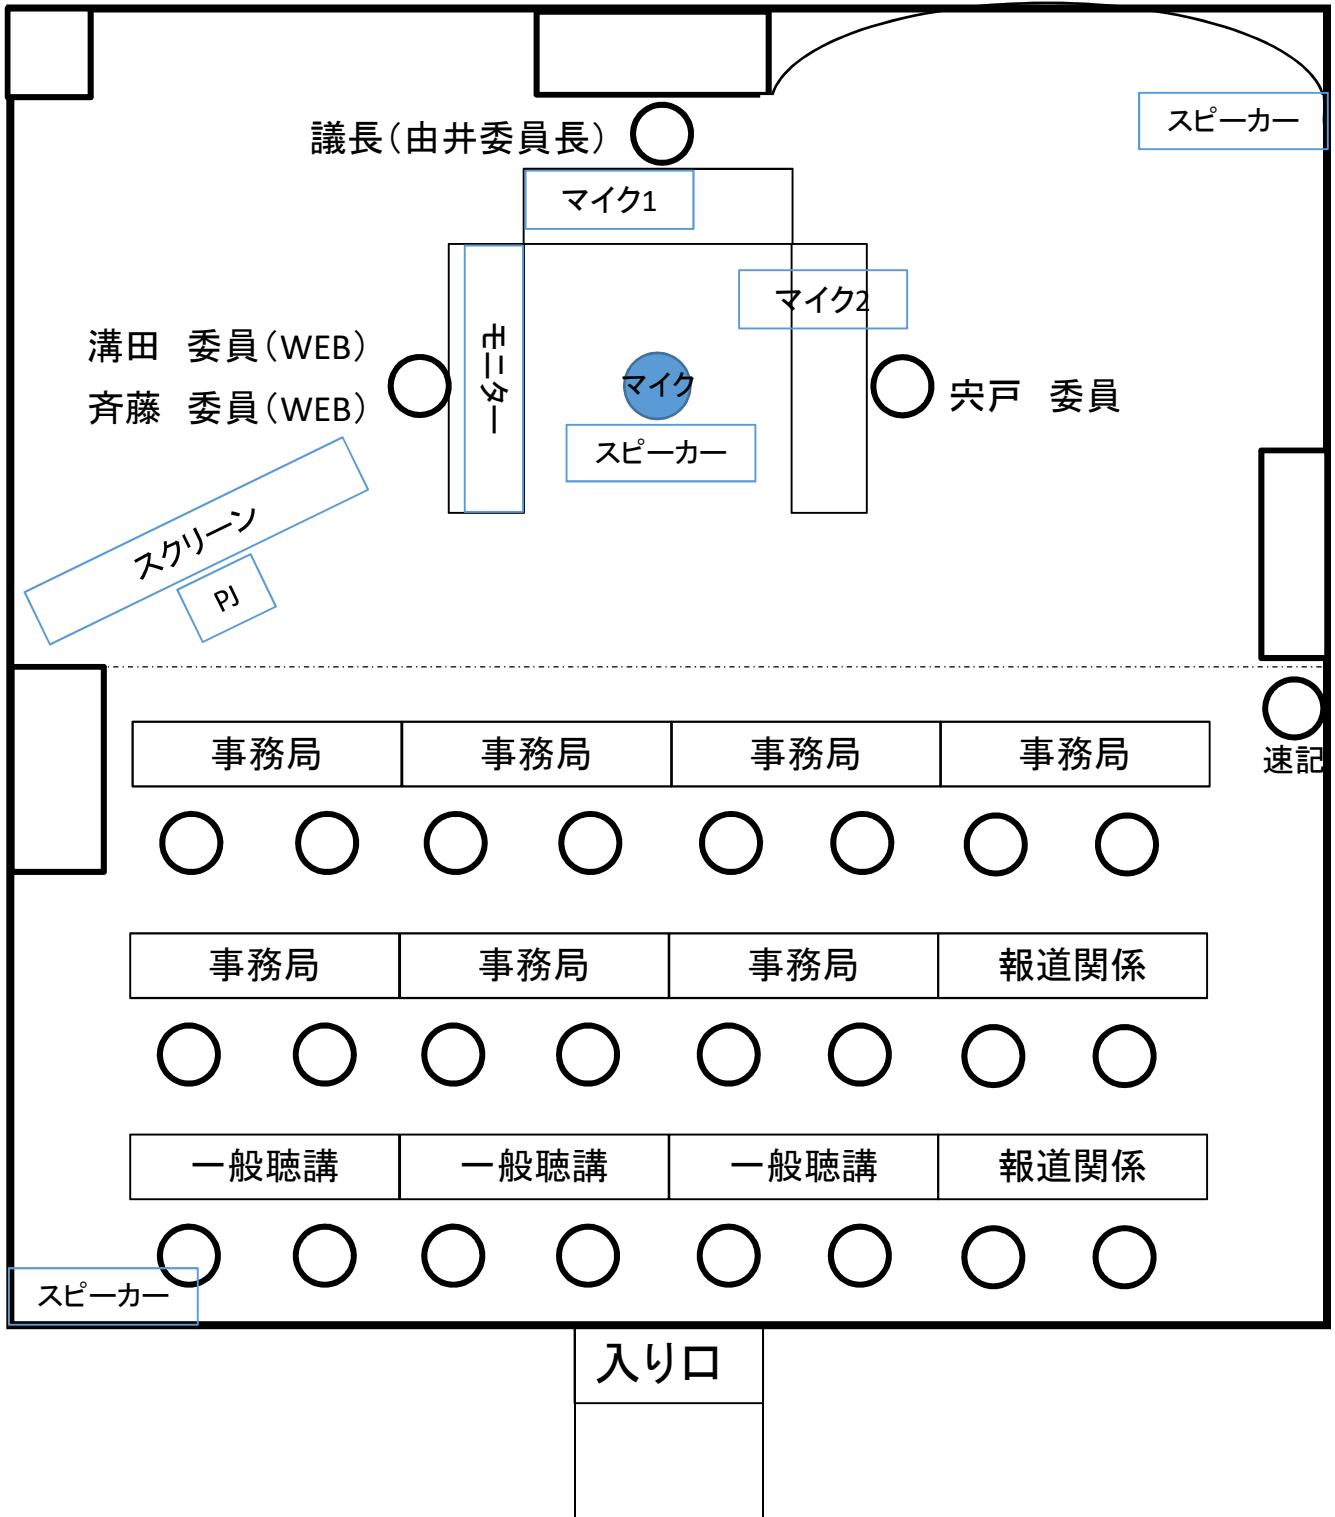 議長（由井委員長）
スピーカー
マイク1
マイク2
溝田　委員（WEB）
斉藤　委員（WEB）
モニター
マイク
宍戸　委員
スピーカー
スクリーン
PJ
速記
事務局　事務局　事務局　事務局
事務局　事務局　事務局　報道関係
一般聴講　一般聴講　一般聴講　報道関係
スピーカー
入り口